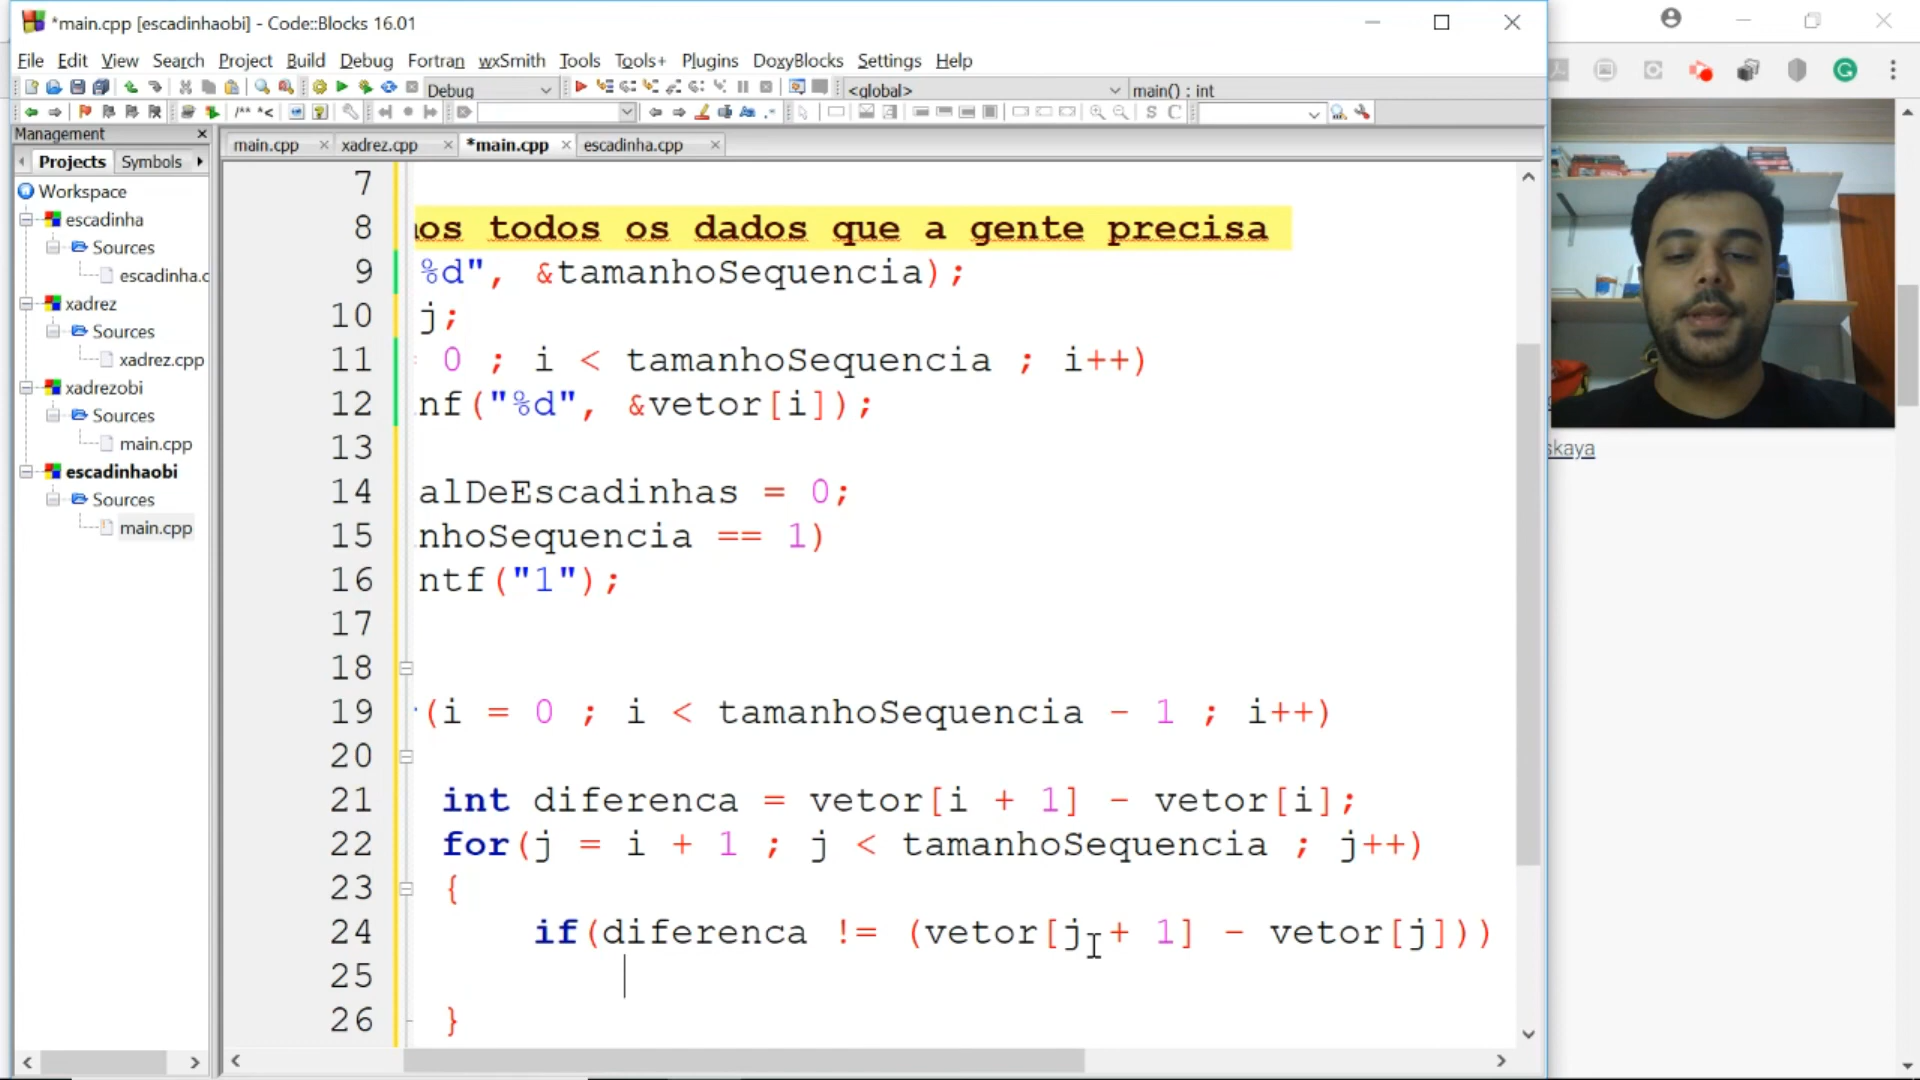 *main.cpp [escadinhaobi] - Code::Blocks 16.01
File Edit View Search Project Build Debug Fortran wxSmith Tools Tools+ Plugins DoxyBlocks Settings Help
Debug <global> main() : int
Management
main.cpp xadrez.cpp *main.cpp escadinha.cpp
Projects Symbols
Workspace
escadinha
Sources
escadinha.c
xadrez
Sources
xadrez.cpp
xadrezobi
Sources
main.cpp
escadinhaobi
Sources
main.cpp
7
8 os todos os dados que a gente precisa
9 %d", &tamanhoSequencia);
10 j;
11 0 ; i < tamanhoSequencia ; i++)
12 nf("%d", &vetor[i]);
13
14 alDeEscadinhas = 0;
15 nhoSequencia == 1)
16 ntf("1");
17
18
19 (i = 0 ; i < tamanhoSequencia - 1 ; i++)
20
21 int diferenca = vetor[i + 1] - vetor[i];
22 for(j = i + 1 ; j < tamanhoSequencia ; j++)
23 {
24 if(diferenca != (vetor[j + 1] - vetor[j]))
25
26 }
skaya